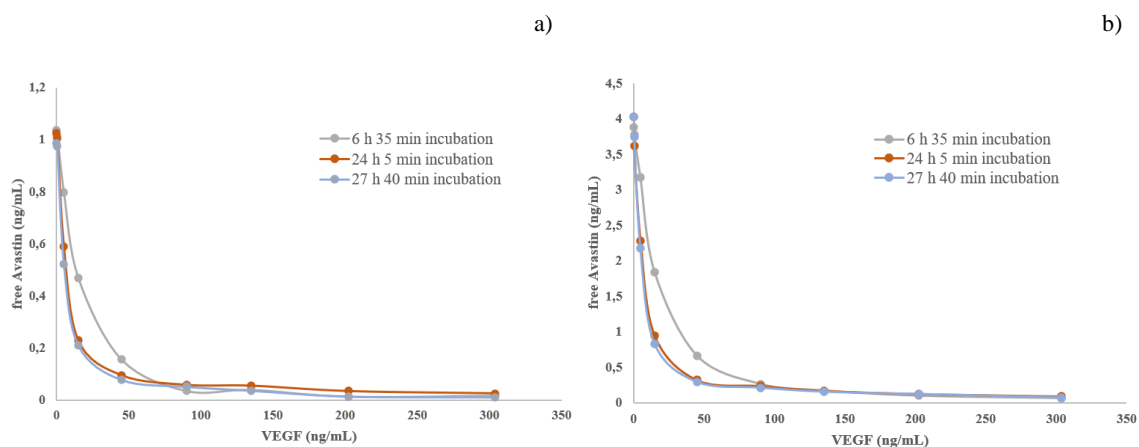 a)
1,2
1
0,8
0,6
0,4
0,2
0
free Avastin (ng/mL)
6 h 35 min incubation
24 h 5 min incubation
27 h 40 min incubation
0 50 100 150 200 250 300 350
VEGF (ng/mL)
b)
4,5
4
3,5
3
2,5
2
1,5
1
0,5
0
free Avastin (ng/mL)
6 h 35 min incubation
24 h 5 min incubation
27 h 40 min incubation
0 50 100 150 200 250 300 350
VEGF (ng/mL)